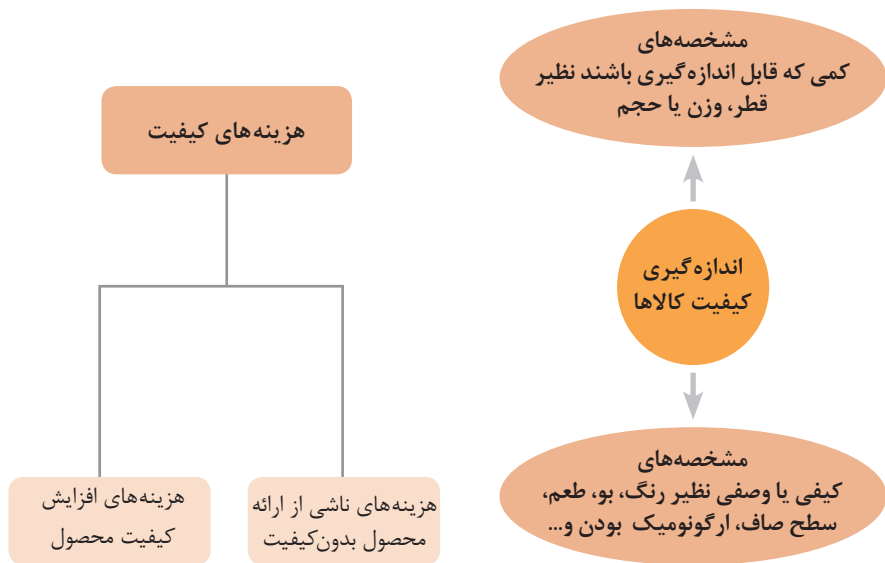 مشخصه‌های
کمی که قابل اندازه‌گیری باشند نظیر
قطر، وزن یا حجم
اندازه‌گیری
کیفیت کالاها
مشخصه‌های
کیفی یا وصفی نظیر رنگ، بو، طعم،
سطح صاف، ارگونومیک بودن و...
هزینه‌های کیفیت
هزینه‌های ناشی از ارائه
محصول بدون‌کیفیت
هزینه‌های افزایش
کیفیت محصول